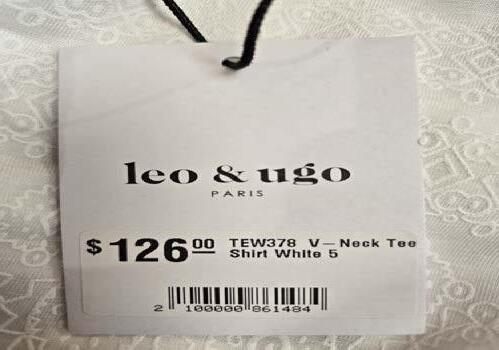 leo & ugo
PARIS
$126.00 TEW378 V-Neck Tee
Shirt White 5
2 100000 861484